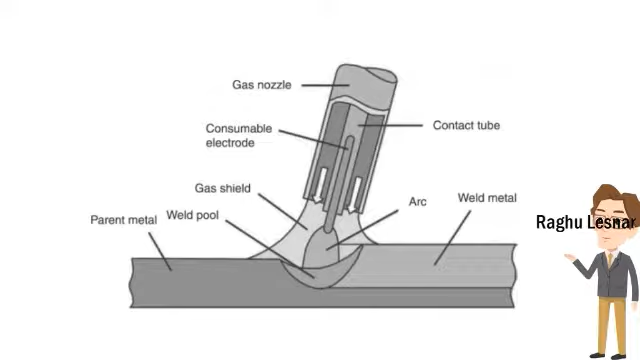 Gas nozzle
Consumable
electrode
Contact tube
Gas shield
Arc
Weld metal
Parent metal
Weld pool
Raghu Lesnar